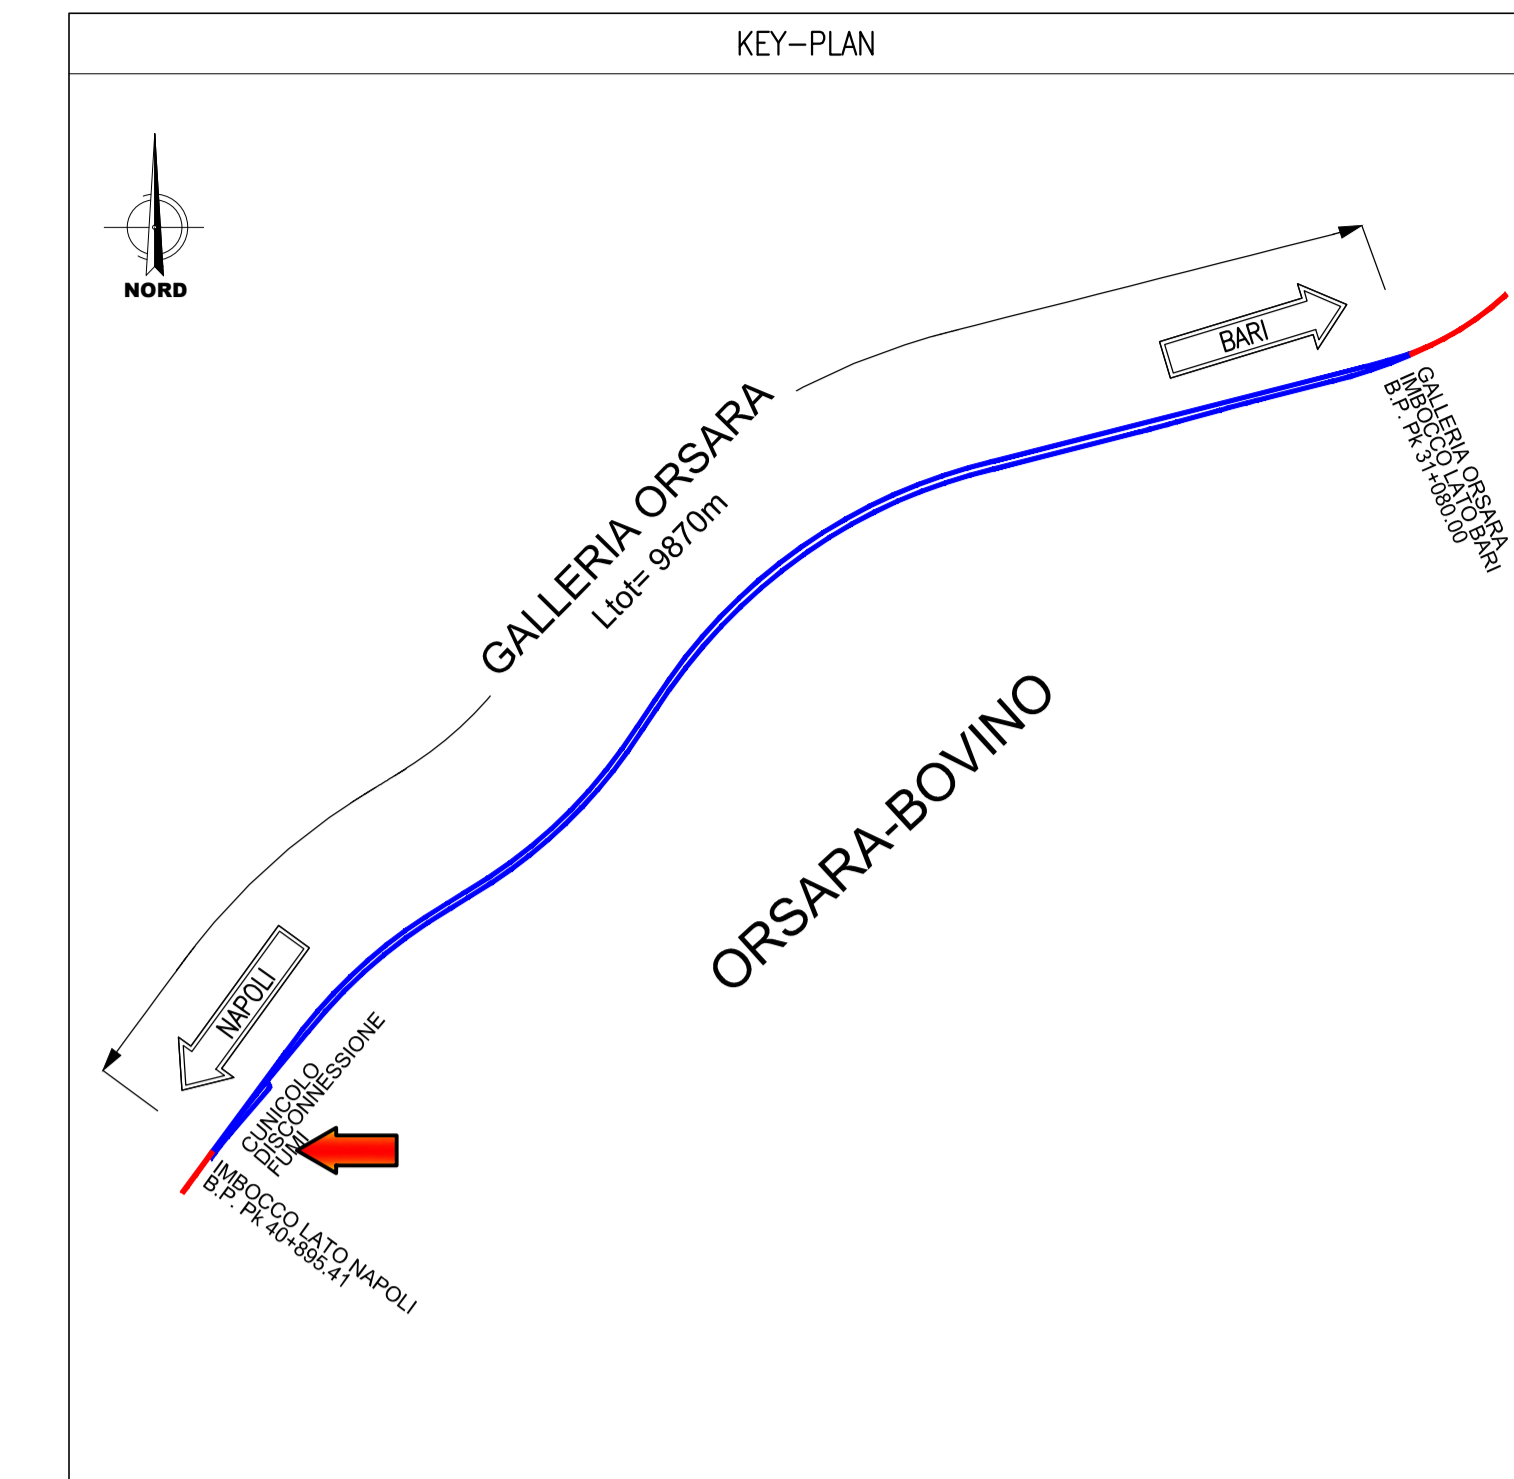 KEY-PLAN
NORD
BARI
GALLERIA ORSARA
Ltot= 9870m
GALLERIA ORSARA
IMBOCCO LATO BARI
B.P. Pk 31+080.00
ORSARA-BOVINO
NAPOLI
CUNICOLO
DISCONNESSIONE
FUMI
IMBOCCO LATO NAPOLI
B.P. Pk 40+895.41